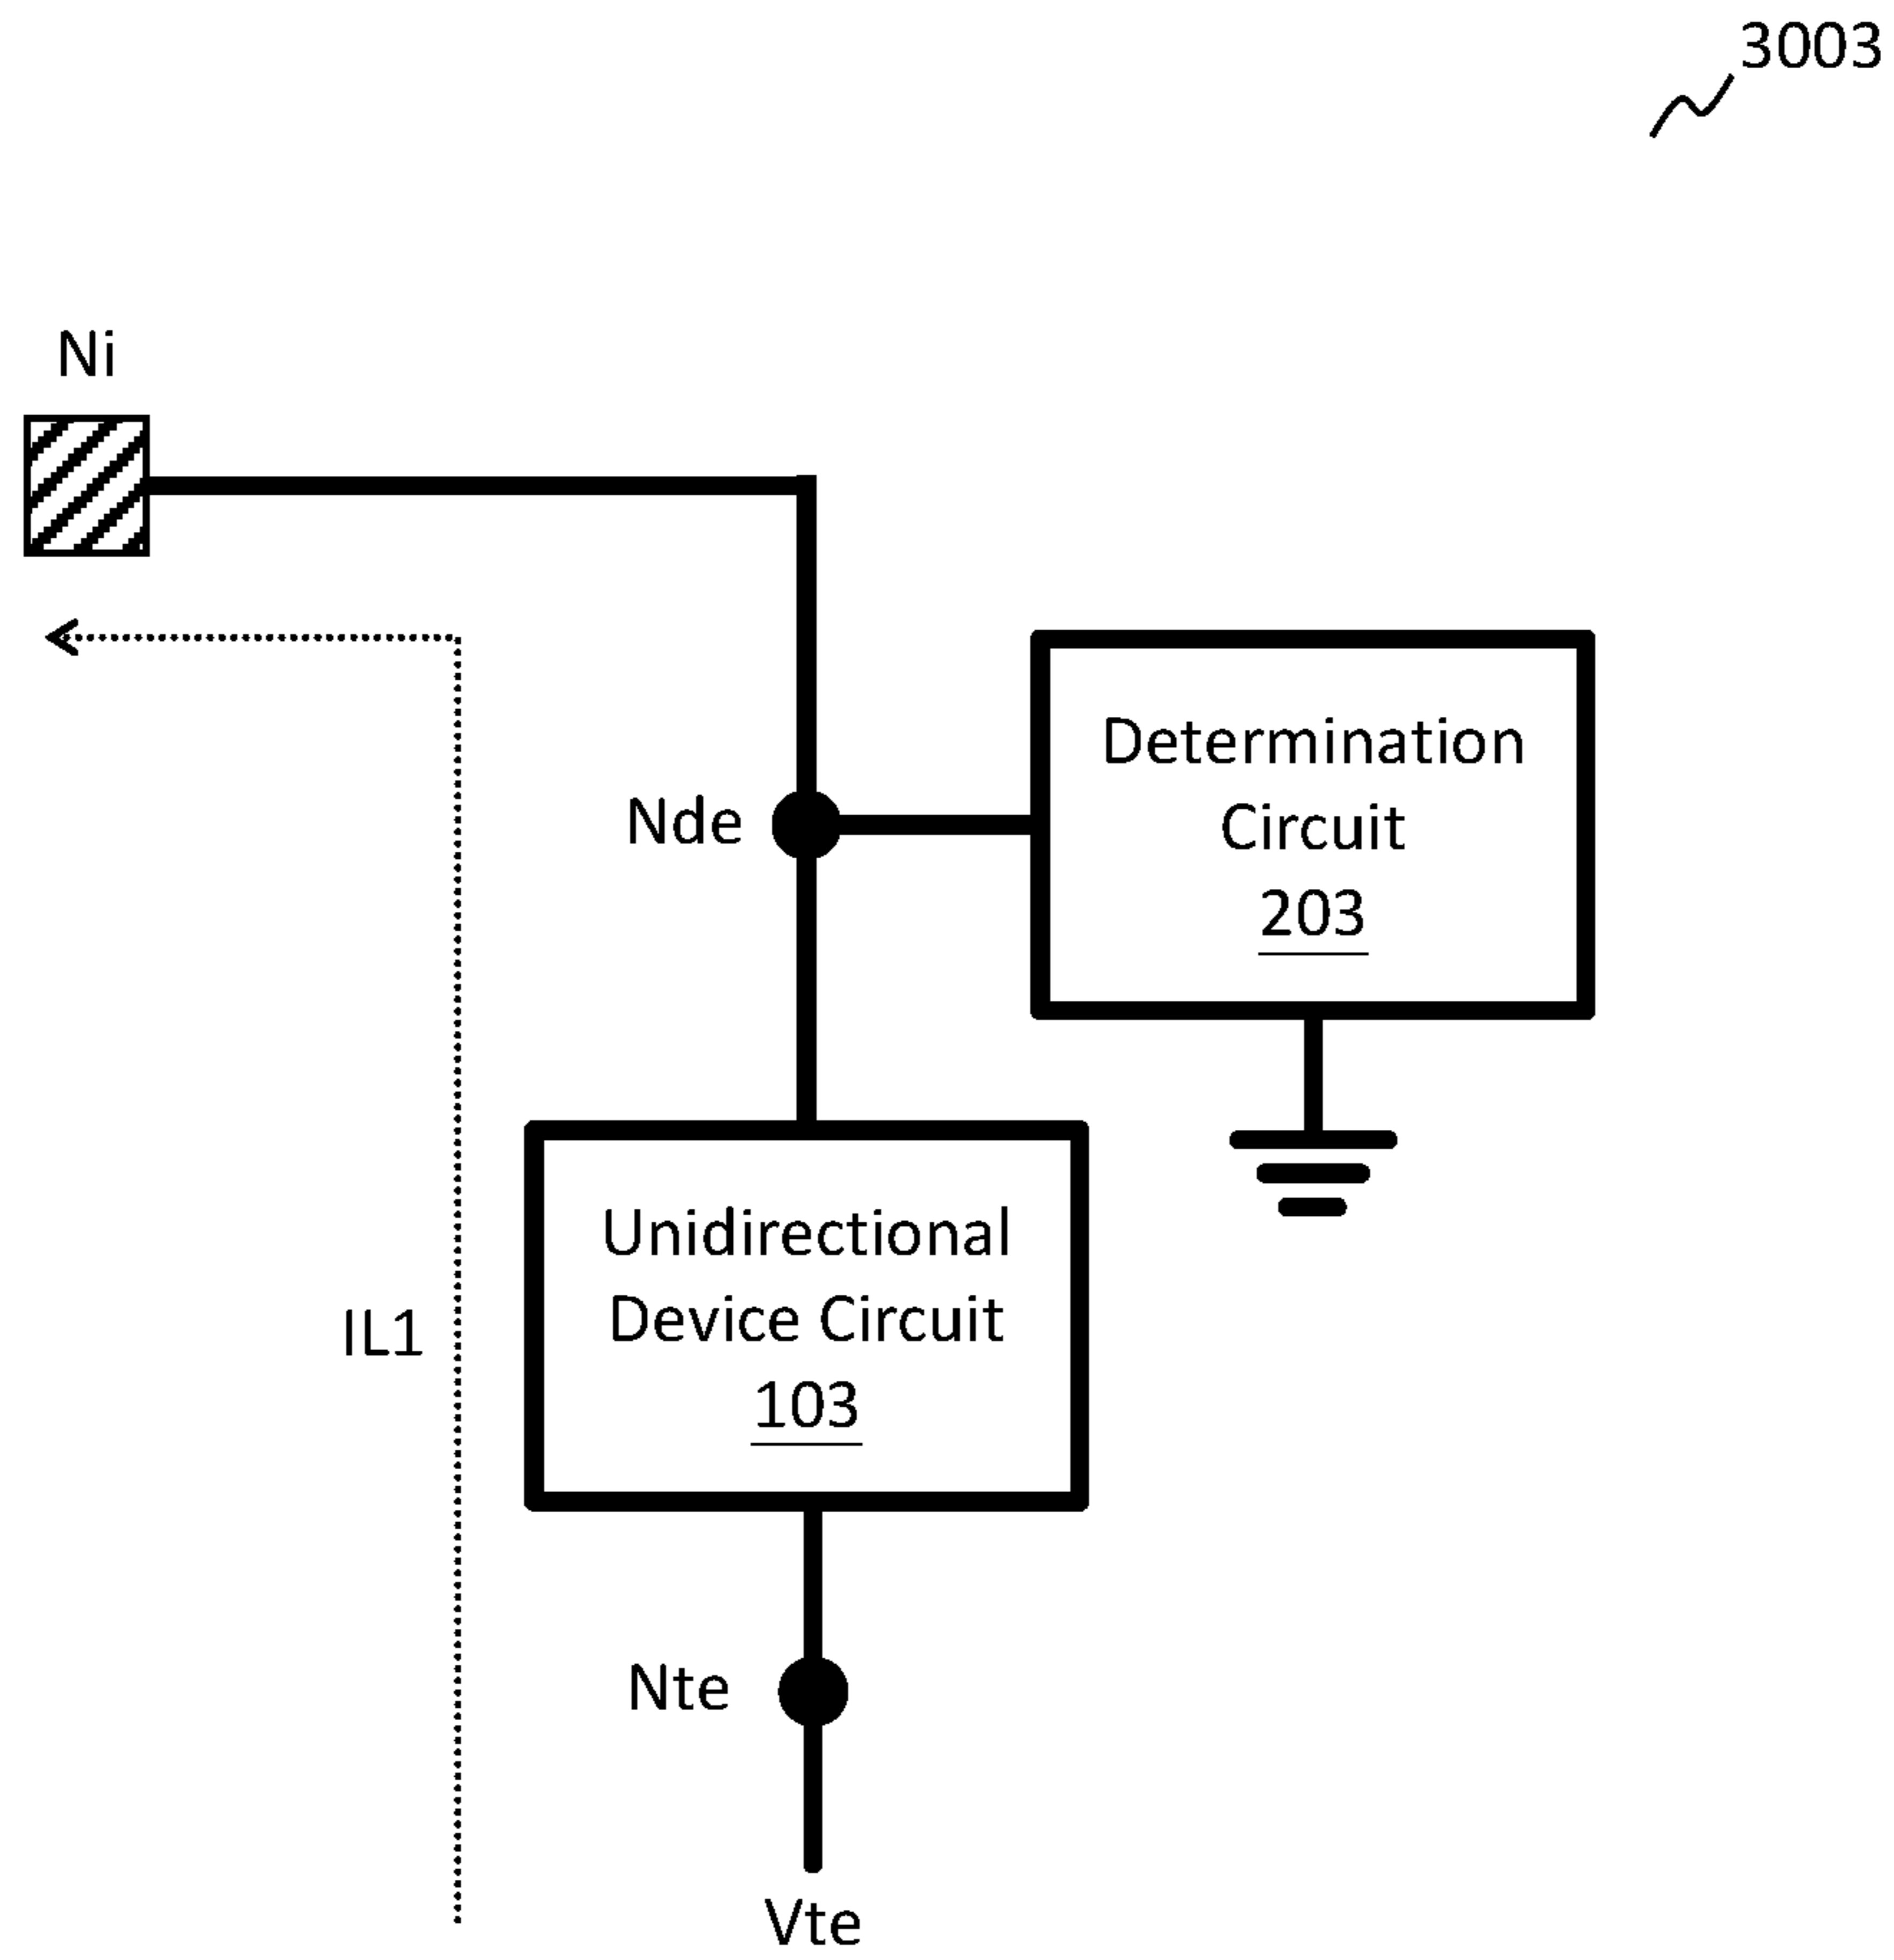 3003
Ni
Determination
Circuit
203
Nde
Unidirectional
Device Circuit
103
IL1
Nte
Vte